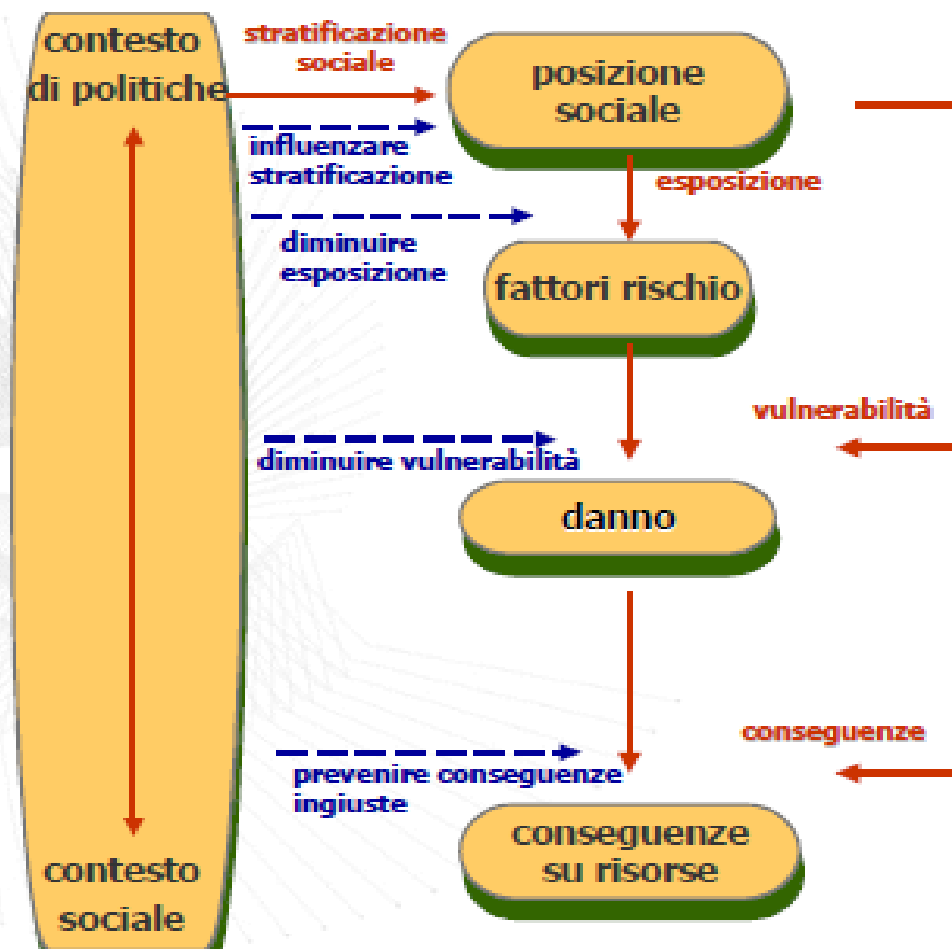 contesto
di politiche
stratificazione
sociale
posizione
sociale
influenzare
stratificazione
esposizione
diminuire
esposizione
fattori rischio
vulnerabilità
diminuire vulnerabilità
danno
conseguenze
prevenire conseguenze
ingiuste
conseguenze
su risorse
contesto
sociale